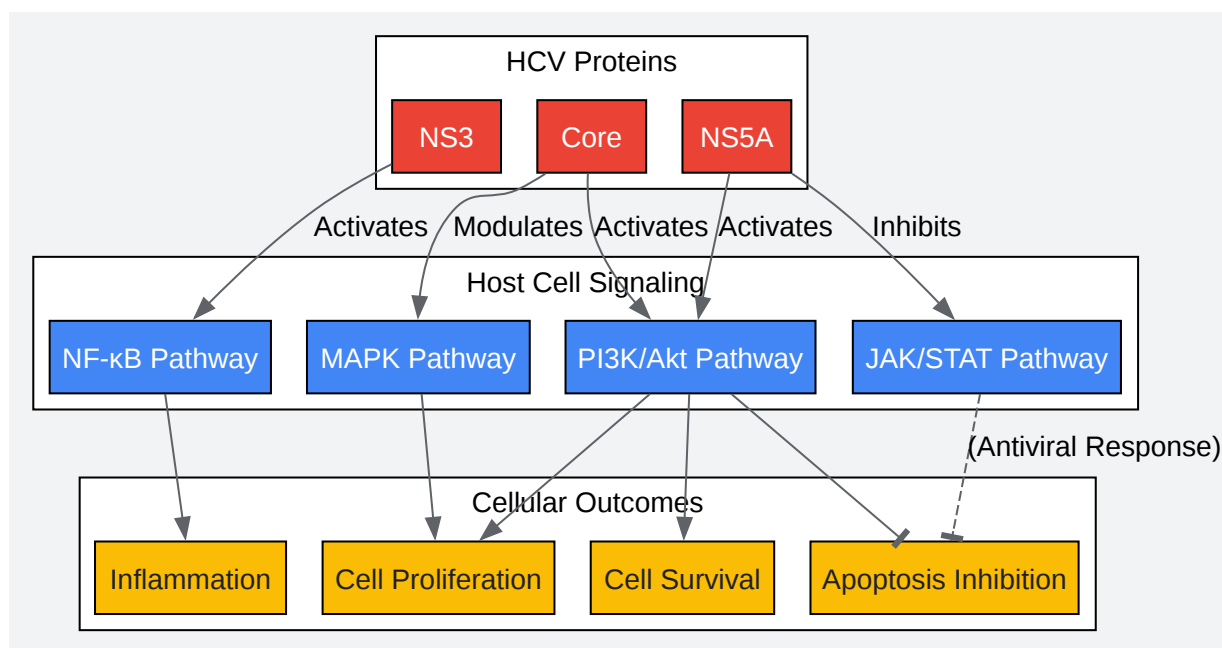 HCV Proteins
NS3
Core
NS5A
Activates
Modulates
Activates
Activates
Inhibits
Host Cell Signaling
NF-κB Pathway
MAPK Pathway
PI3K/Akt Pathway
JAK/STAT Pathway
(Antiviral Response)
Cellular Outcomes
Inflammation
Cell Proliferation
Cell Survival
Apoptosis Inhibition